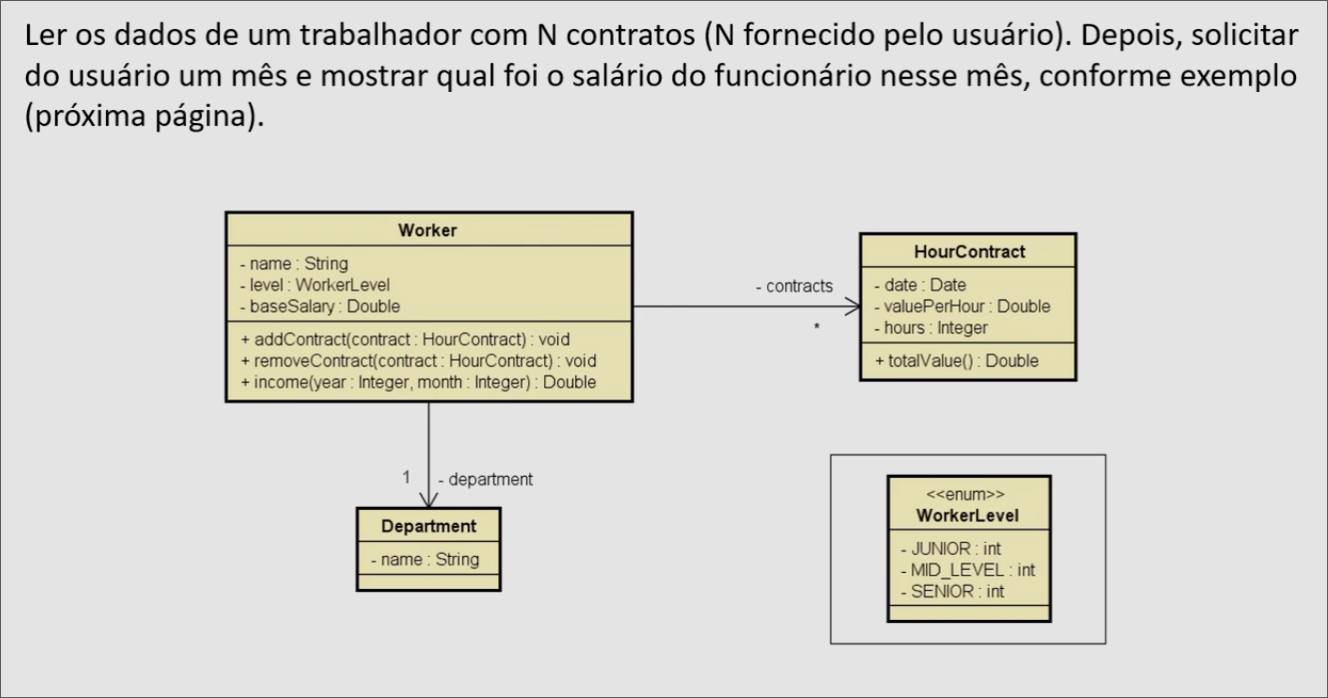 Ler os dados de um trabalhador com N contratos (N fornecido pelo usuário). Depois, solicitar
do usuário um mês e mostrar qual foi o salário do funcionário nesse mês, conforme exemplo
(próxima página).
Worker
- name : String
- level : WorkerLevel
- baseSalary : Double
+ addContract(contract : HourContract) : void
+ removeContract(contract : HourContract) : void
+ income(year : Integer, month : Integer) : Double
- contracts
*
HourContract
- date : Date
- valuePerHour : Double
- hours : Integer
+ totalValue() : Double
1
- department
Department
- name : String
<<enum>>
WorkerLevel
- JUNIOR : int
- MID_LEVEL : int
- SENIOR : int